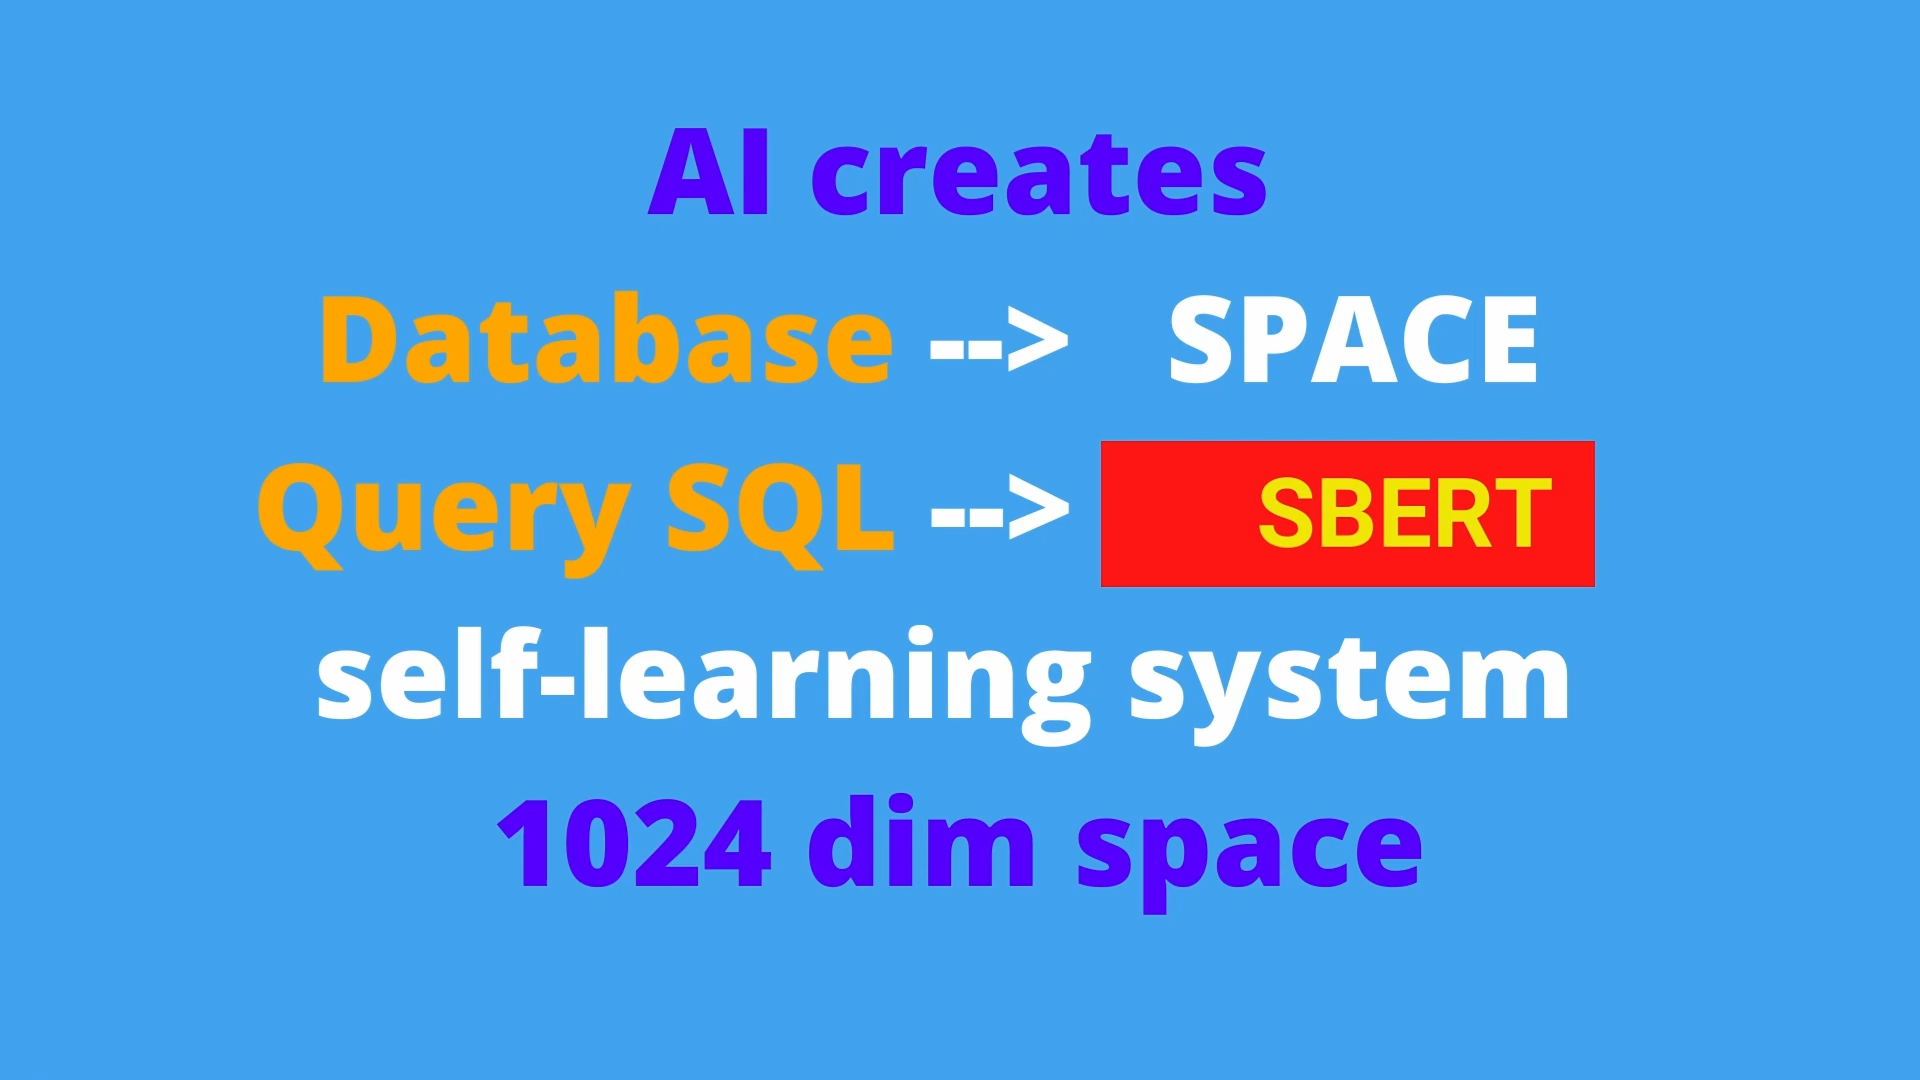 AI creates
Database --> SPACE
Query SQL --> SBERT
self-learning system
1024 dim space